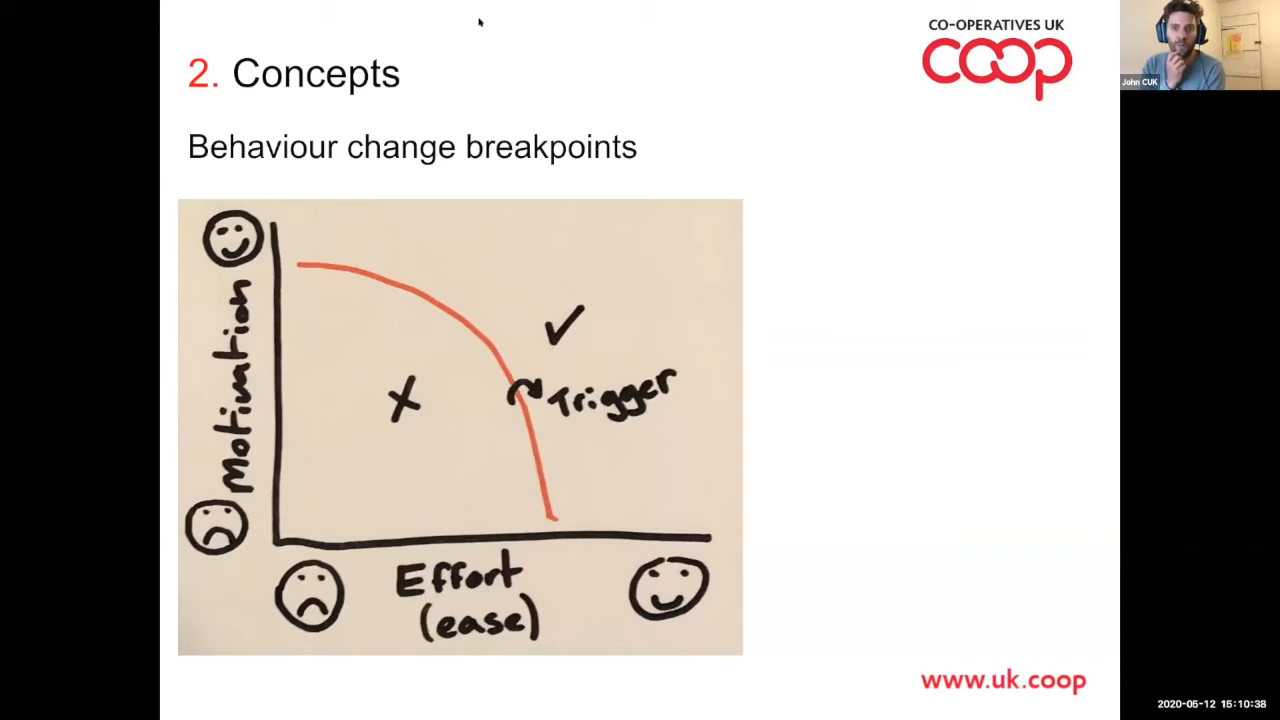 2. Concepts
CO-OPERATIVES UK
coop
John CUK
Behaviour change breakpoints
Motivation
Trigger
Effort
(ease)
www.uk.coop
2020-05-12 15:10:38